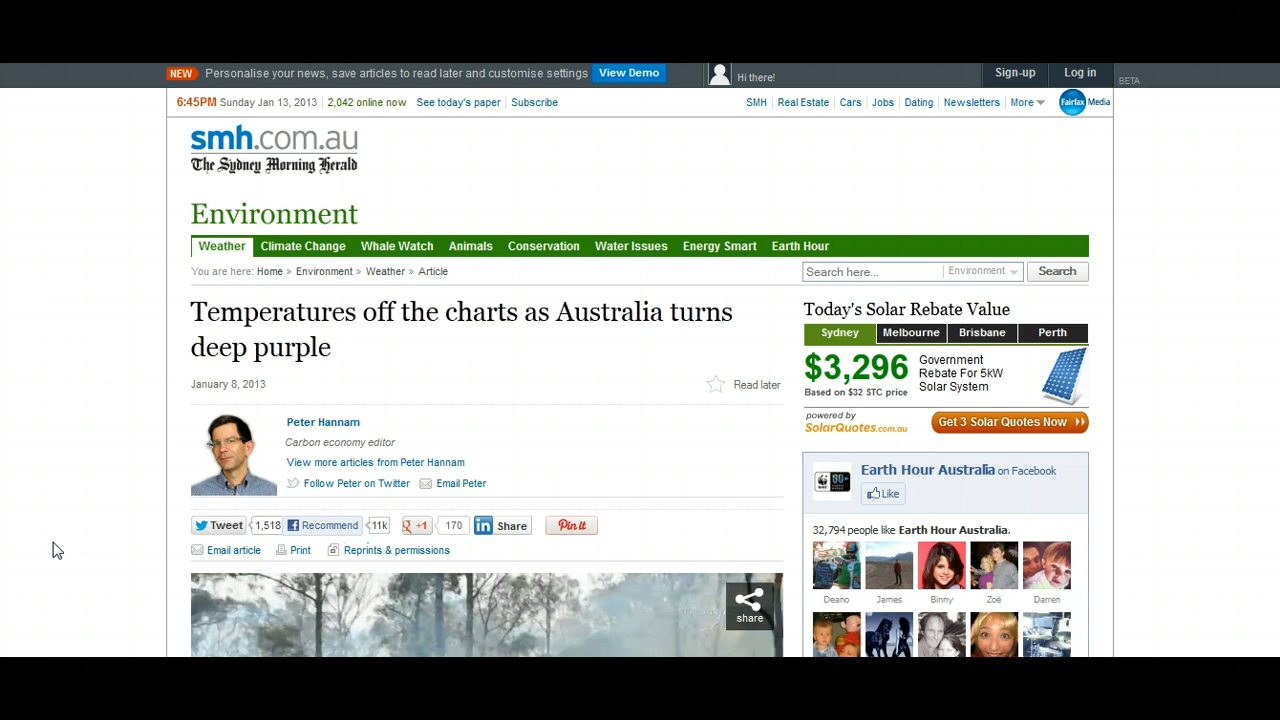 NEW Personalise your news, save articles to read later and customise settings View Demo Hi there! Sign-up Log in BETA
6:45PM Sunday Jan 13, 2013 2,042 online now See today's paper Subscribe SMH Real Estate Cars Jobs Dating Newsletters More Fairfax Media
smh.com.au
The Sydney Morning Herald
Environment
Weather Climate Change Whale Watch Animals Conservation Water Issues Energy Smart Earth Hour
You are here: Home » Environment » Weather » Article
Search here... Environment Search
Temperatures off the charts as Australia turns
deep purple
January 8, 2013 Read later
Peter Hannam
Carbon economy editor
View more articles from Peter Hannam
Follow Peter on Twitter Email Peter
Tweet 1,518 Recommend 11k +1 170 in Share Pin it
Email article Print Reprints & permissions
share
Today's Solar Rebate Value
Sydney Melbourne Brisbane Perth
$3,296
Based on $32 STC price
Government
Rebate For 5kW
Solar System
powered by
SolarQuotes.com.au
Get 3 Solar Quotes Now
Earth Hour Australia on Facebook
Like
32,794 people like Earth Hour Australia.
Deano James Binny Zoë Darren